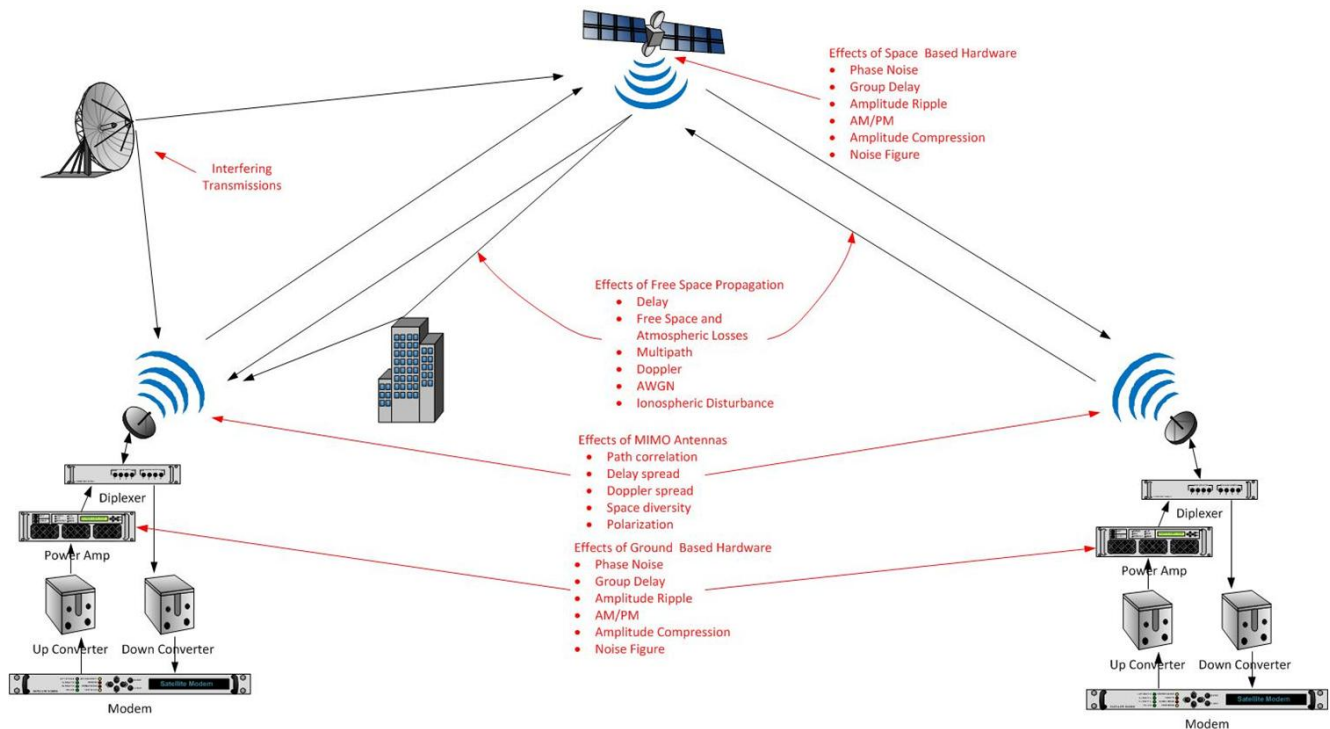 Effects of Space Based Hardware
Phase Noise
Group Delay
Amplitude Ripple
AM/PM
Amplitude Compression
Noise Figure
Interfering
Transmissions
Effects of Free Space Propagation
Delay
Free Space and
Atmospheric Losses
Multipath
Doppler
AWGN
Ionospheric Disturbance
Effects of MIMO Antennas
Path correlation
Delay spread
Doppler spread
Space diversity
Polarization
Effects of Ground Based Hardware
Phase Noise
Group Delay
Amplitude Ripple
AM/PM
Amplitude Compression
Noise Figure
Diplexer
Power Amp
Up Converter
Down Converter
Satellite Modem
Modem
Diplexer
Power Amp
Up Converter
Down Converter
Satellite Modem
Modem